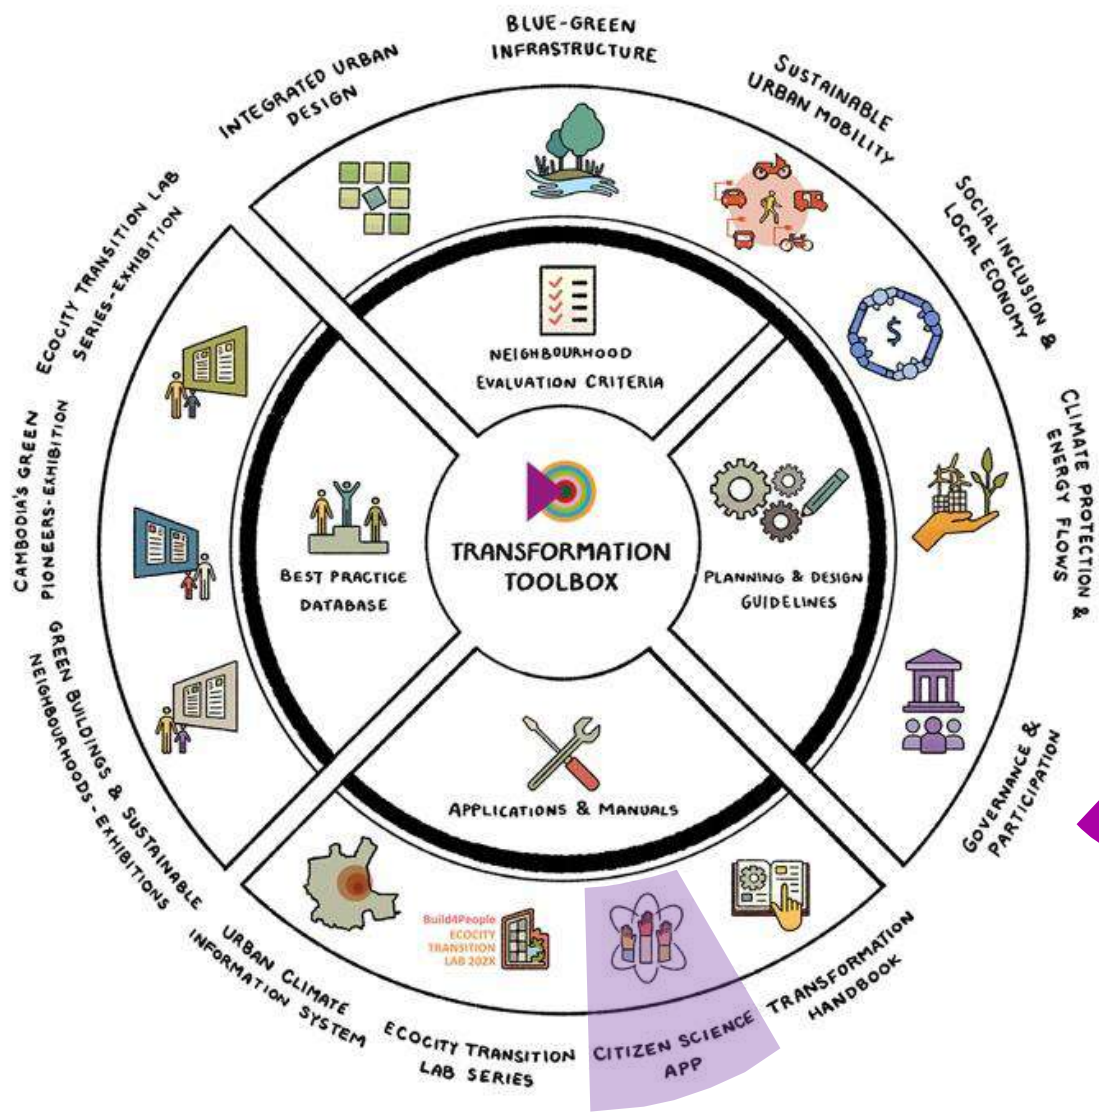 BLUE-GREEN
INFRASTRUCTURE
SUSTAINABLE
URBAN MOBILITY
SOCIAL INCLUSION &
LOCAL ECONOMY
CLIMATE PROTECTION &
ENERGY FLOWS
GOVERNANCE &
PARTICIPATION
TRANSFORMATION
HANDBOOK
CITIZEN SCIENCE
APP
ECOCITY TRANSITION
LAB SERIES
URBAN CLIMATE
INFORMATION SYSTEM
GREEN BUILDINGS & SUSTAINABLE
NEIGHBOURHOODS-EXHIBITIONS
CAMBODIA'S GREEN
PIONEERS-EXHIBITION
ECOCITY TRANSITION LAB
SERIES-EXHIBITION
INTEGRATED URBAN
DESIGN
NEIGHBOURHOOD
EVALUATION CRITERIA
$
BEST PRACTICE
DATABASE
TRANSFORMATION
TOOLBOX
PLANNING & DESIGN
GUIDELINES
APPLICATIONS & MANUALS
Build4People
ECOCITY
TRANSITION
LAB 202X